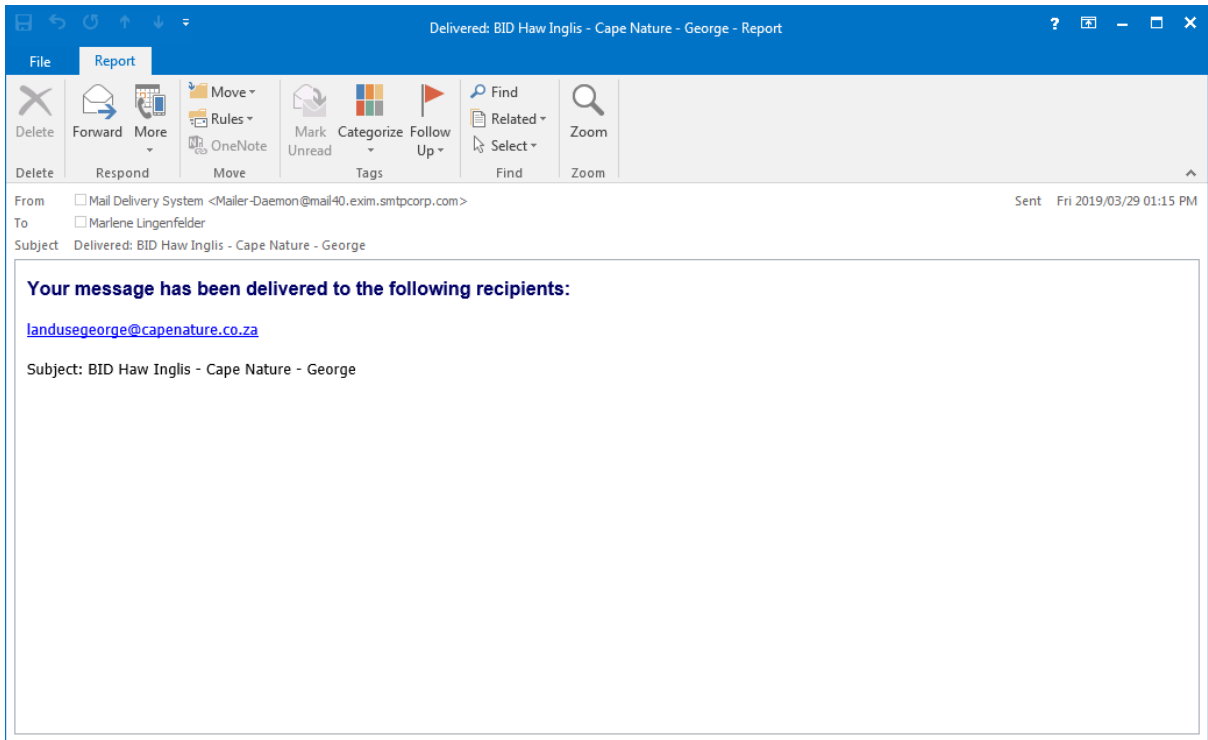 Delivered: BID Haw Inglis - Cape Nature - George - Report
File Report
Delete Forward More Move Rules OneNote Mark Unread Categorize Follow Up Find Related Select Zoom
Delete Respond Move Tags Find Zoom
From Mail Delivery System <Mailer-Daemon@mail40.exim.smtpcorp.com> Sent Fri 2019/03/29 01:15 PM
To Marlene Lingenfelder
Subject Delivered: BID Haw Inglis - Cape Nature - George
Your message has been delivered to the following recipients:
landusegeorge@capenature.co.za
Subject: BID Haw Inglis - Cape Nature - George